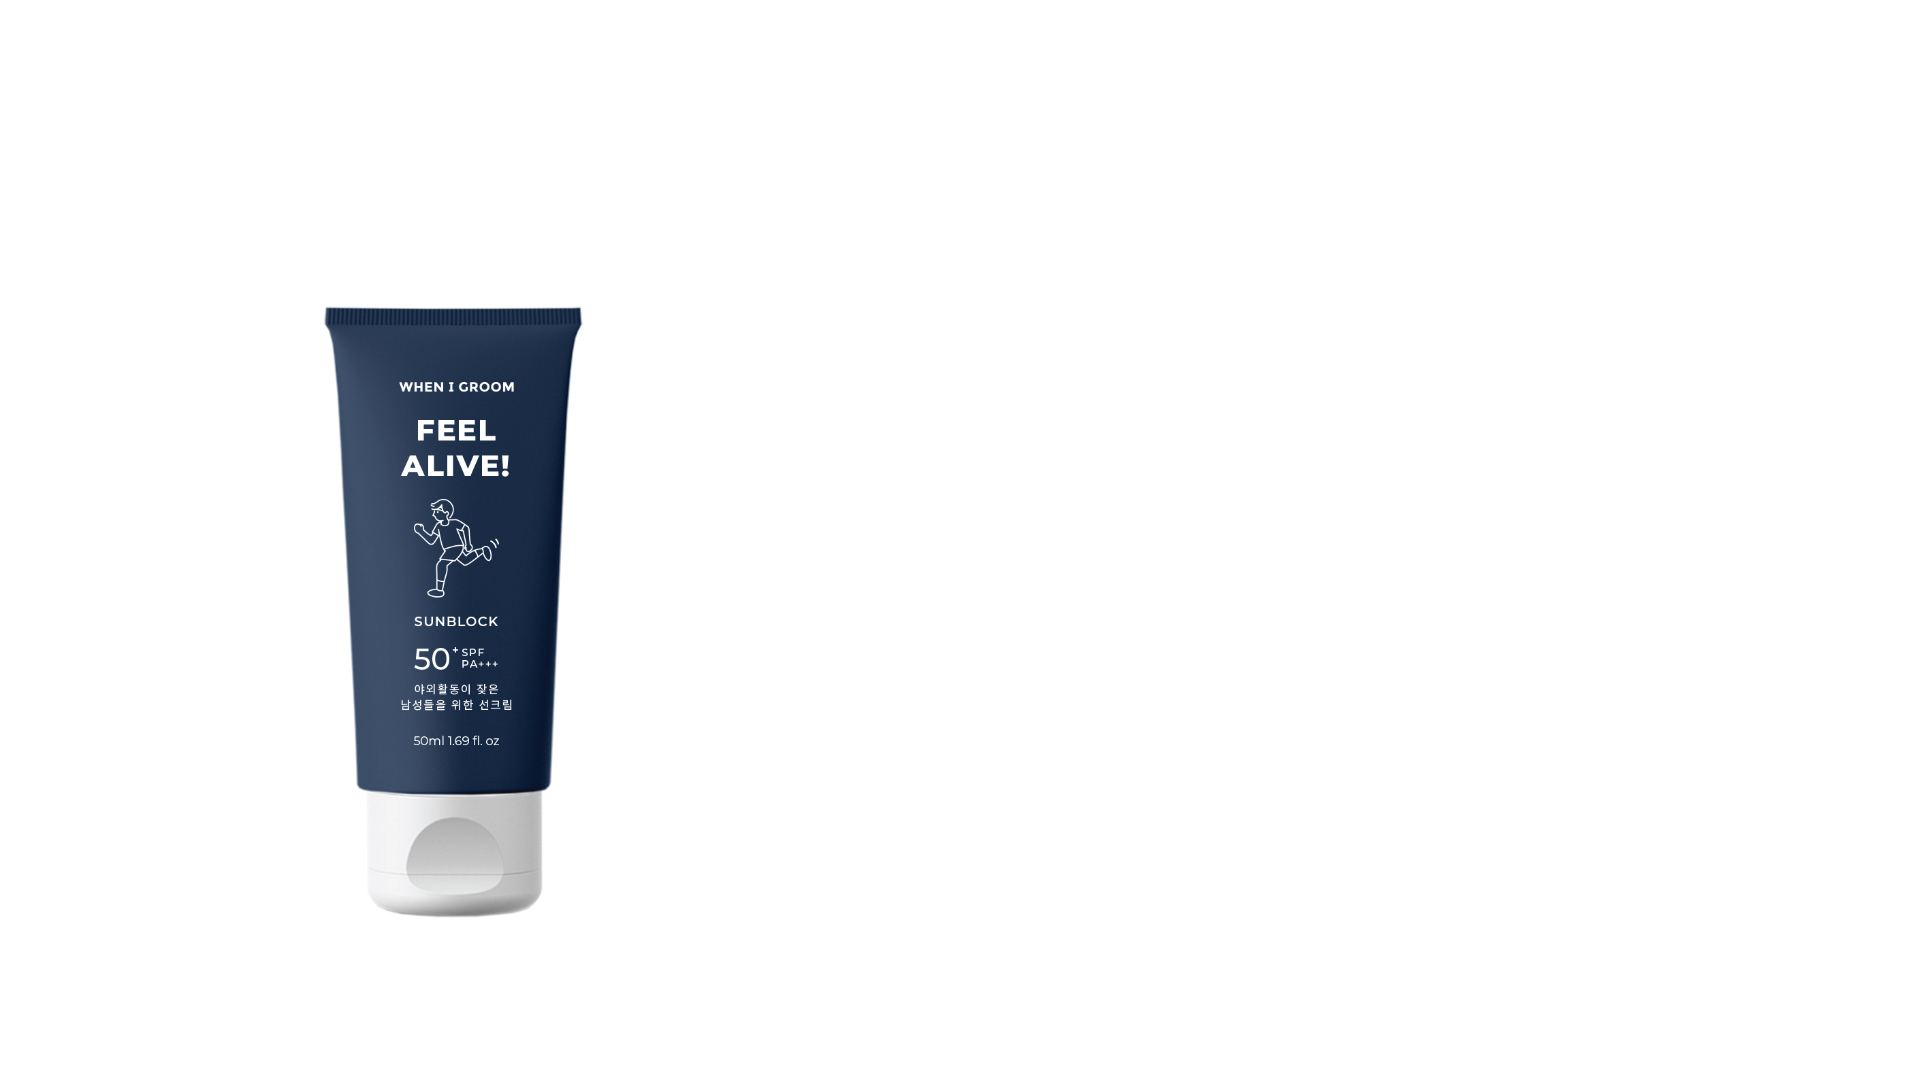 WHEN I GROOM
FEEL
ALIVE!
SUNBLOCK
50+ SPF
PA+++
야외활동이 잦은
남성들을 위한 선크림
50ml 1.69 fl. oz